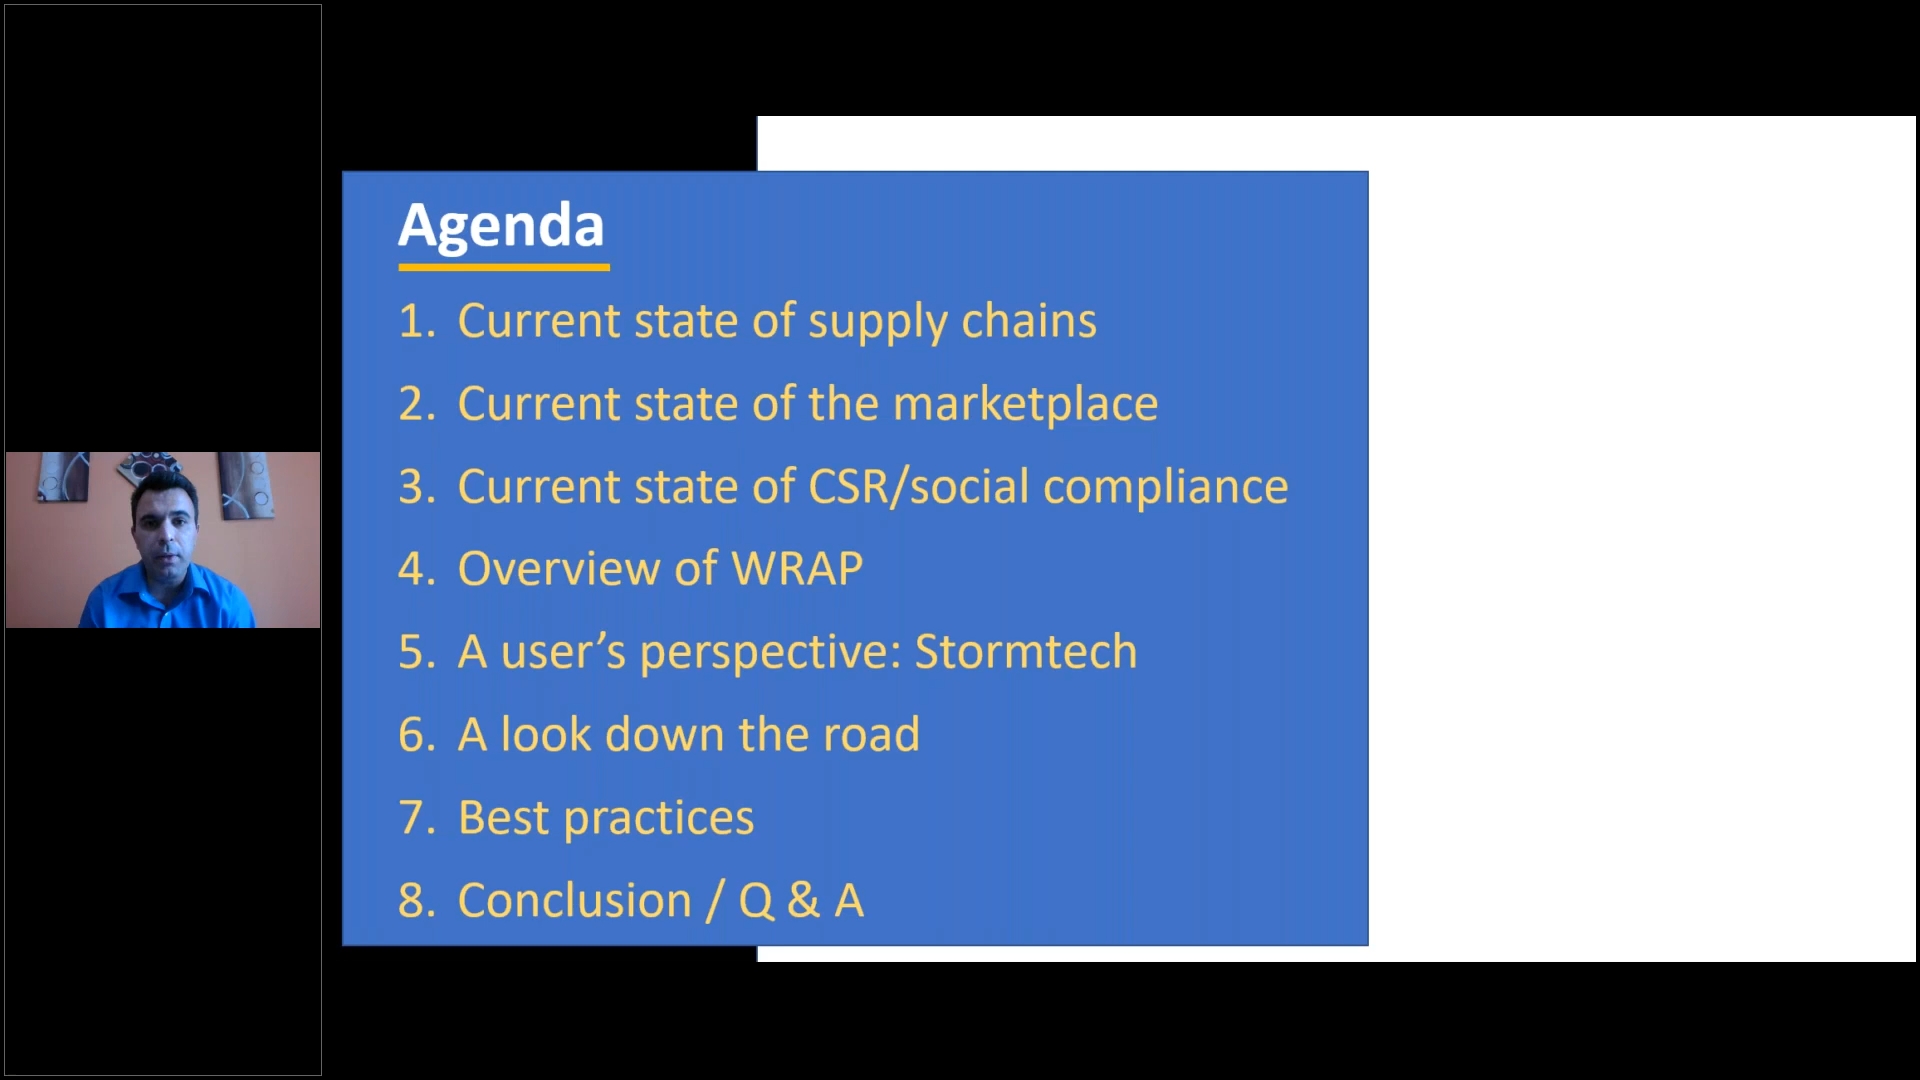 Agenda
1. Current state of supply chains
2. Current state of the marketplace
3. Current state of CSR/social compliance
4. Overview of WRAP
5. A user’s perspective: Stormtech
6. A look down the road
7. Best practices
8. Conclusion / Q & A